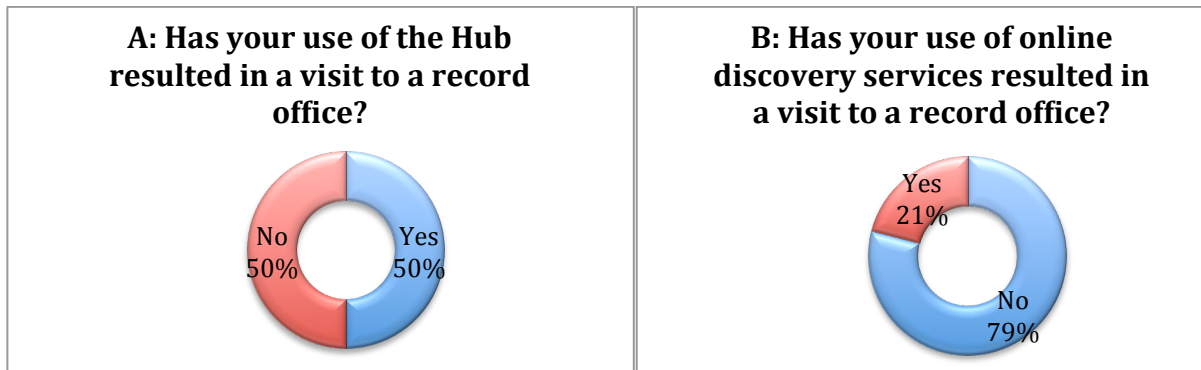 A: Has your use of the Hub
resulted in a visit to a record
office?
No
50%
Yes
50%
B: Has your use of online
discovery services resulted in
a visit to a record office?
Yes
21%
No
79%